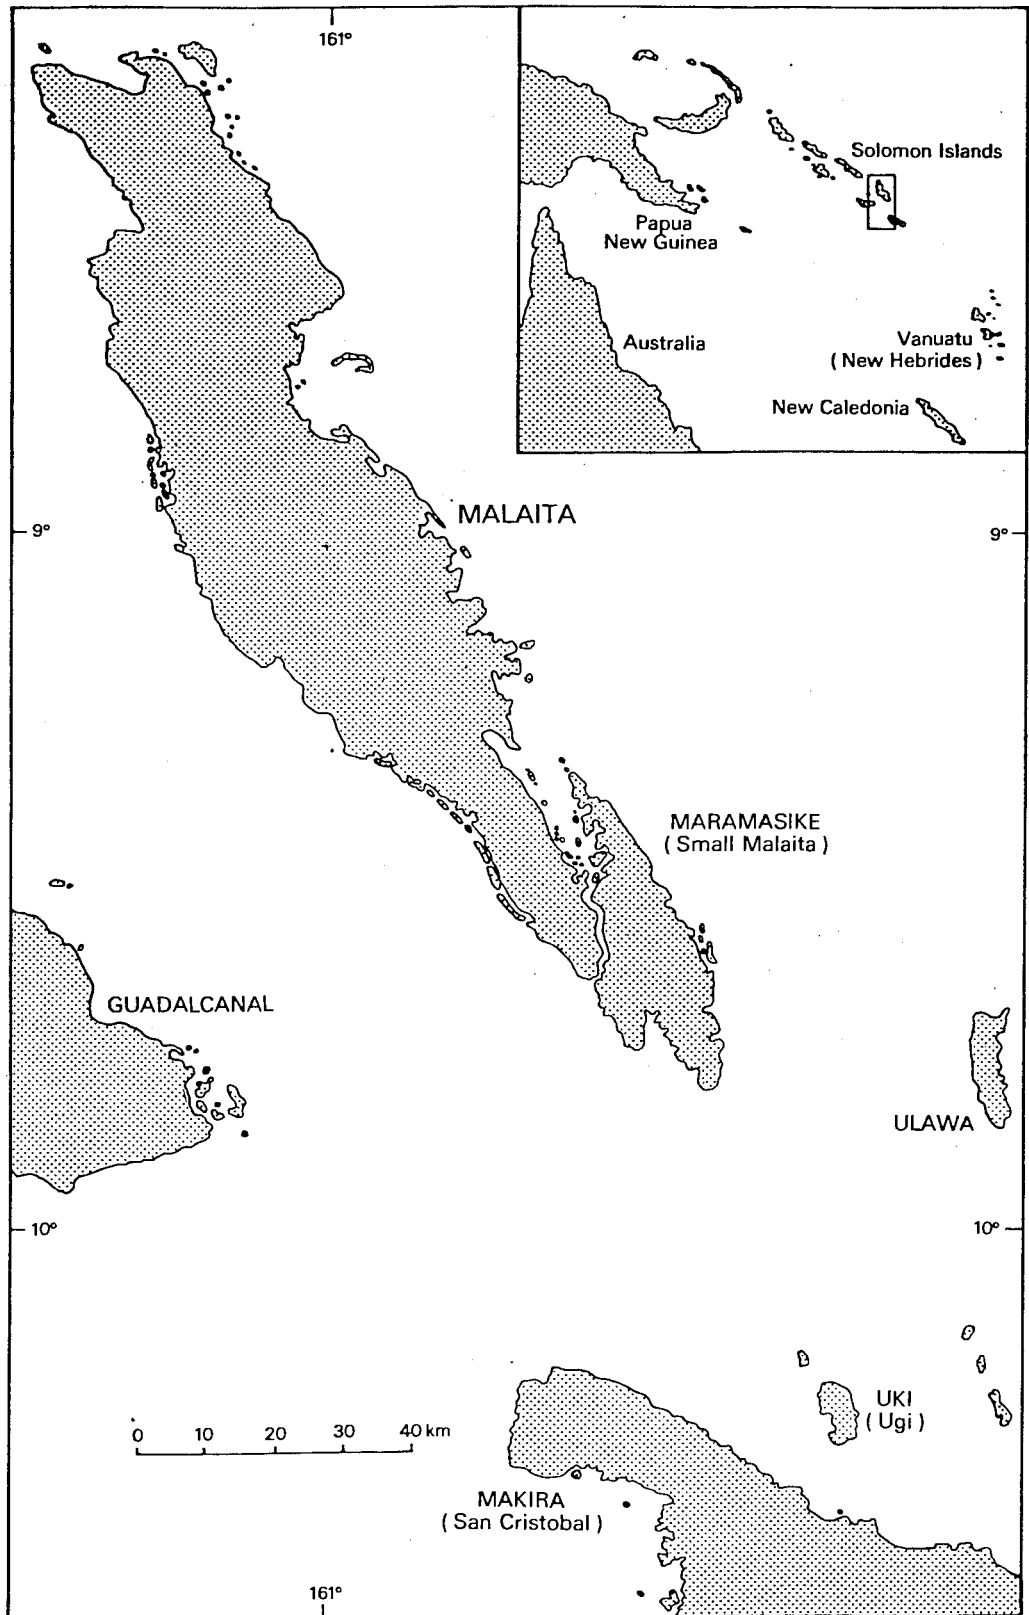 161°
Solomon Islands
Papua
New Guinea
Australia
Vanuatu
( New Hebrides )
New Caledonia
MALAITA
9°
9°
MARAMASIKE
( Small Malaita )
GUADALCANAL
ULAWA
10°
10°
UKI
( Ugi )
0 10 20 30 40 km
MAKIRA
( San Cristobal )
161°